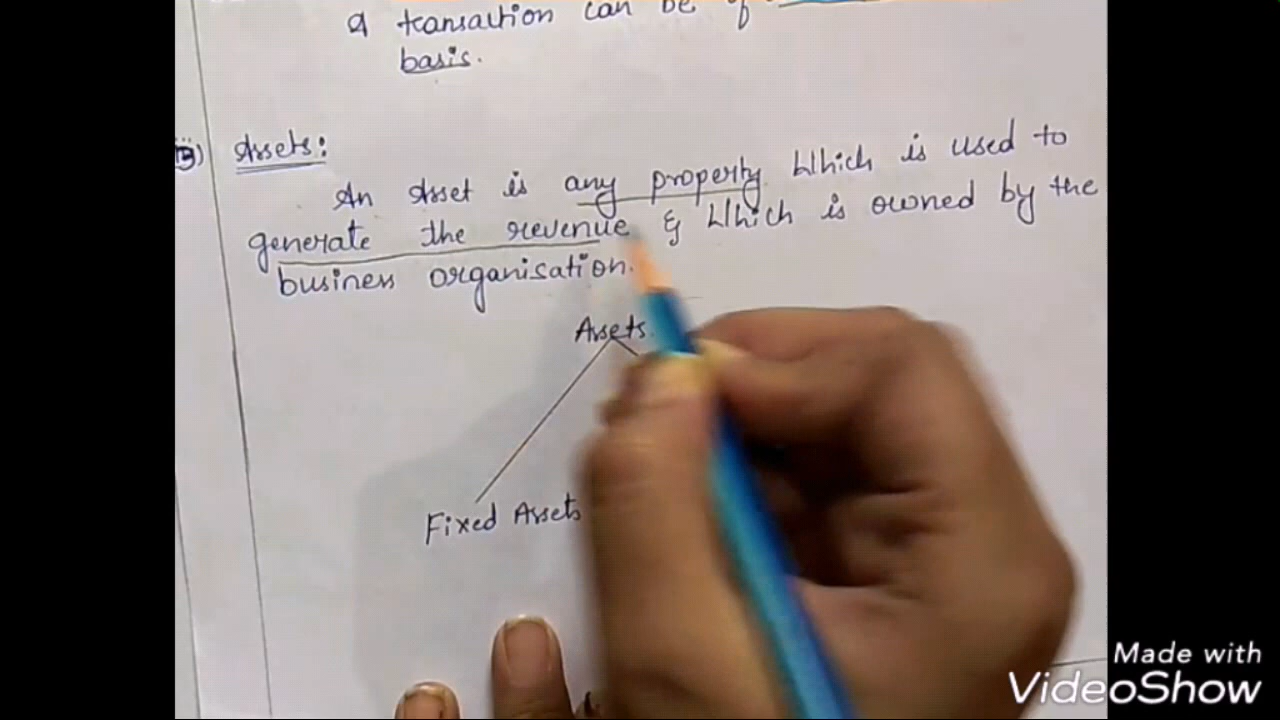 A transaction can be of
basis.
13) Assets:
An Asset is any property Which is used to
generate the revenue & Which is owned by the
business organisation.
Assets.
Fixed Assets
Made with
VideoShow